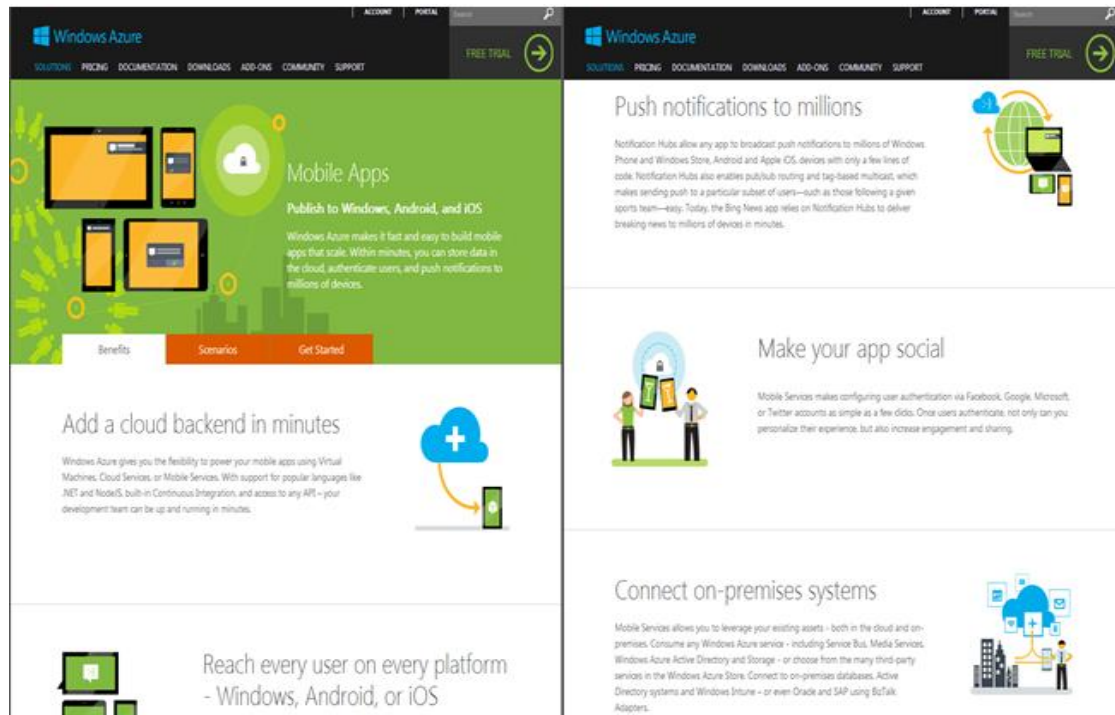 ACCOUNT
PORTAL
Search
Windows Azure
FREE TRIAL
SOLUTIONS PRICING DOCUMENTATION DOWNLOADS ADD-ONS COMMUNITY SUPPORT
Mobile Apps
Publish to Windows, Android, and iOS
Windows Azure makes it fast and easy to build mobile
apps that scale. Within minutes, you can store data in
the cloud, authenticate users, and push notifications to
millions of devices.
Benefits
Scenarios
Get Started
Add a cloud backend in minutes
Windows Azure gives you the flexibility to power your mobile apps using Virtual
Machines, Cloud Services, or Mobile Services. With support for popular languages like
.NET and NodeJS, built-in Continuous Integration, and access to any API – your
development team can be up and running in minutes.
Reach every user on every platform
- Windows, Android, or iOS
ACCOUNT
PORTAL
Search
Windows Azure
FREE TRIAL
SOLUTIONS PRICING DOCUMENTATION DOWNLOADS ADD-ONS COMMUNITY SUPPORT
Push notifications to millions
Notification Hubs allow any app to broadcast push notifications to millions of Windows
Phone and Windows Store, Android and Apple iOS, devices with only a few lines of
code. Notification Hubs also enables pub/sub routing and tag-based multicast, which
makes sending push to a particular subset of users—such as those following a given
sports team—easy. Today, the Bing News app relies on Notification Hubs to deliver
breaking news to millions of devices in minutes.
Make your app social
Mobile Services makes configuring user authentication via Facebook, Google, Microsoft,
or Twitter accounts as simple as a few clicks. Once users authenticate, not only can you
personalize their experience, but also increase engagement and sharing.
Connect on-premises systems
Mobile Services allows you to leverage your existing assets - both in the cloud and on-
premises. Consume any Windows Azure service - including Service Bus, Media Services,
Windows Azure Active Directory and Storage - or choose from the many third-party
services in the Windows Azure Store. Connect to on-premises databases, Active
Directory systems and Windows Intune – or even Oracle and SAP using BizTalk
Adapters.